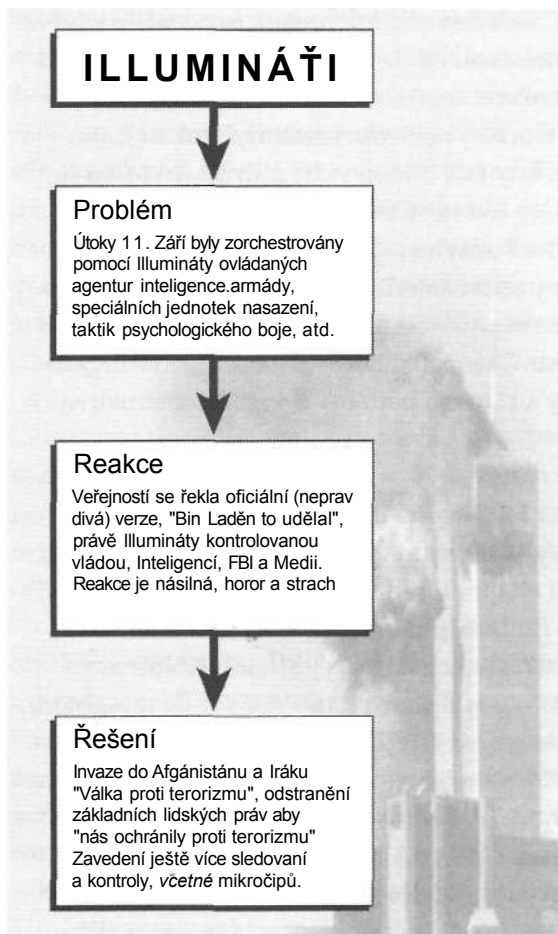 ILLUMINÁŤI
Problém
Útoky 11. Září byly zorchestrovány
pomocí Illumináty ovládaných
agentur inteligence.armády,
speciálních jednotek nasazení,
taktik psychologického boje, atd.
Reakce
Veřejností se řekla oficiální (neprav
divá) verze, "Bin Laděn to udělal",
právě Illumináty kontrolovanou
vládou, Inteligencí, FBI a Medii.
Reakce je násilná, horor a strach
Řešení
Invaze do Afgánistánu a Iráku
"Válka proti terorizmu", odstranění
základních lidských práv aby
"nás ochránily proti terorizmu"
Zavedení ještě více sledovaní
a kontroly, vcetné mikročipů.